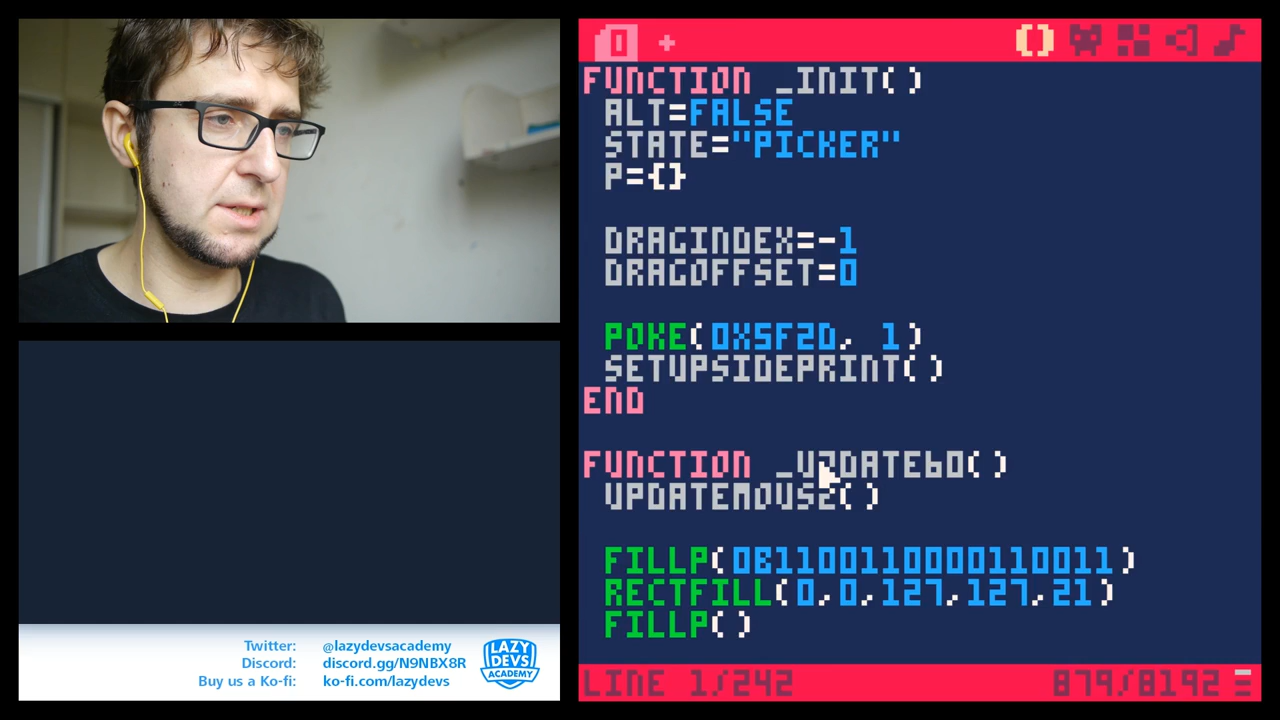 0 +
FUNCTION _INIT()
ALT=FALSE
STATE="PICKER"
P={}
DRAGINDEX=-1
DRAGOFFSET=0
POKE(0X5F2D, 1)
SETUPSIDEPRINT()
END
FUNCTION _UPDATE60()
UPDATEMOUSE()
FILLP(0B1100110000110011)
RECTFILL(0,0,127,127,21)
FILLP()
LINE 1/242
879/8192
Twitter: @lazydevsacademy
Discord: discord.gg/N9NBX8R
Buy us a Ko-fi: ko-fi.com/lazydevs
LAZY
DEVS
ACADEMY